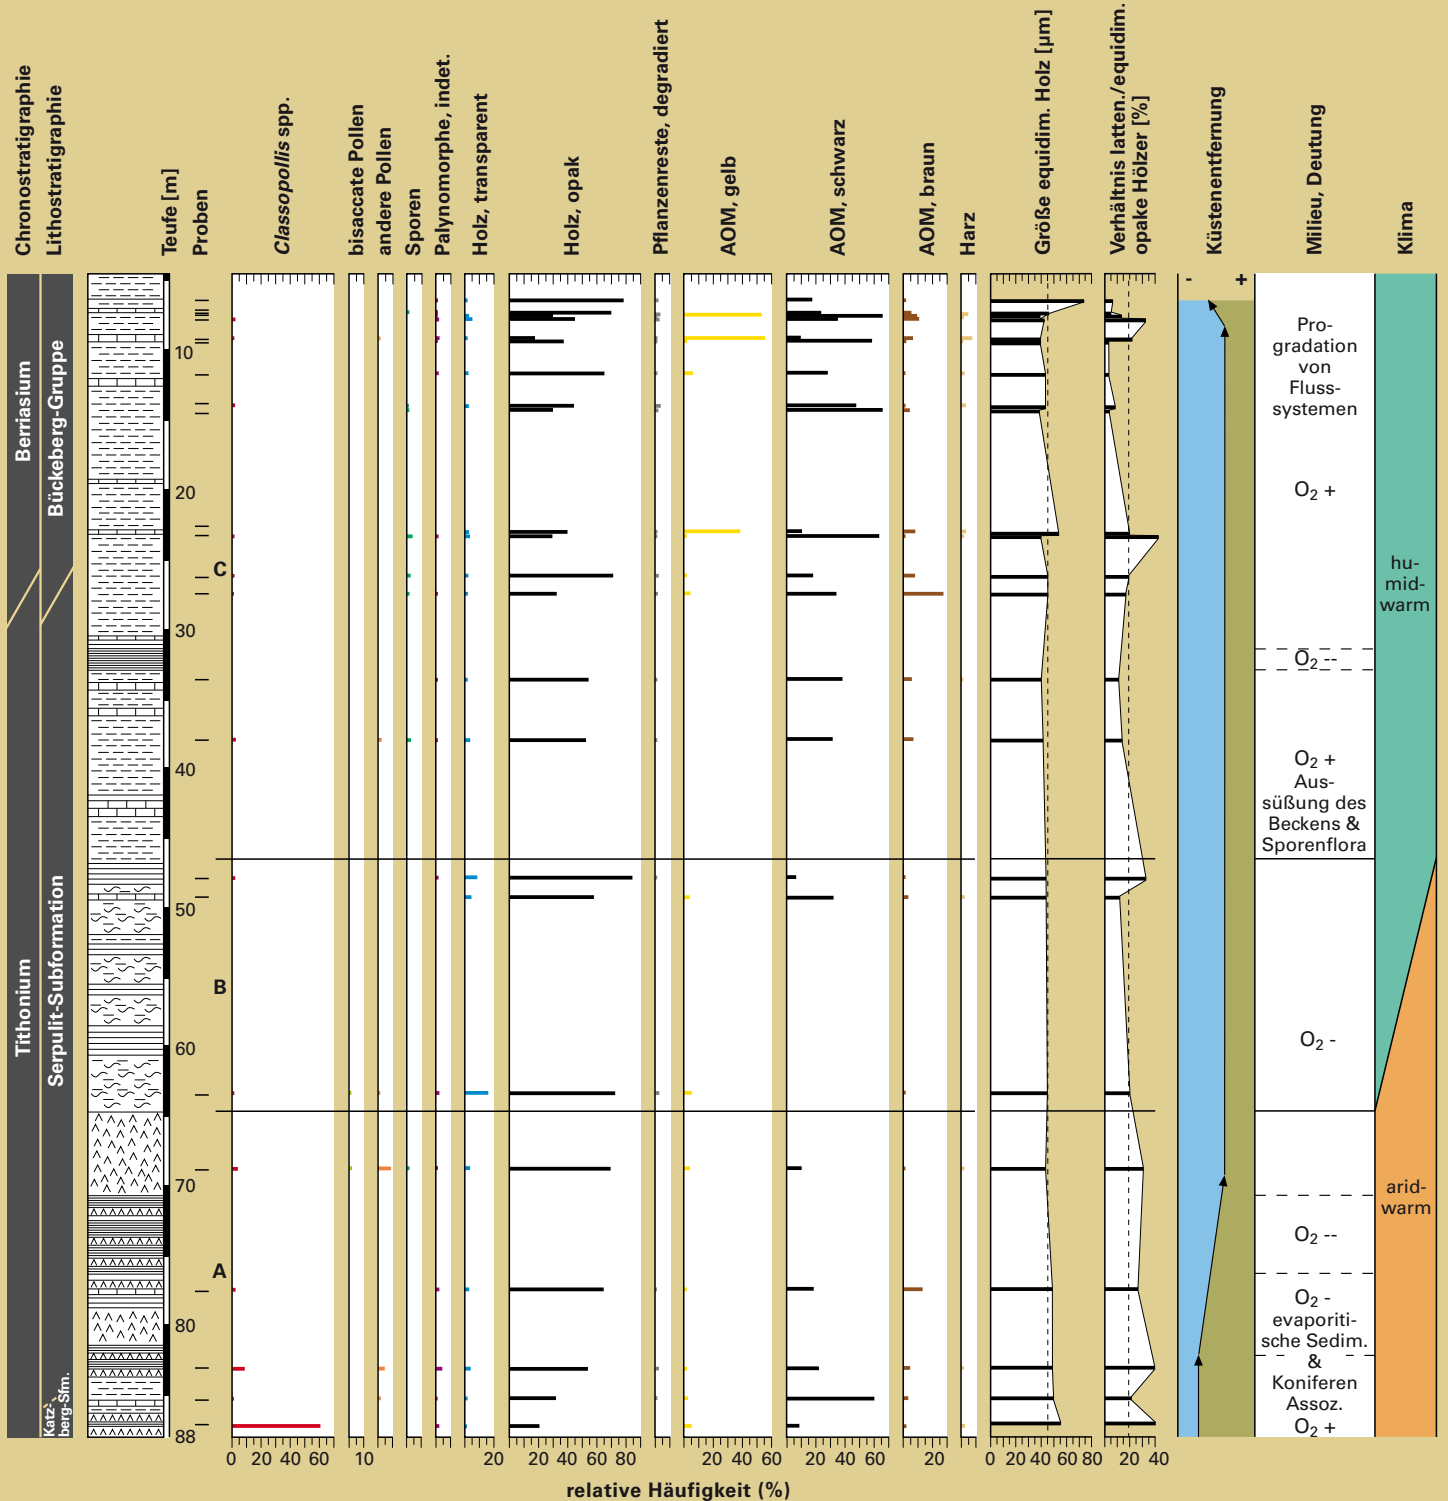 Chronostratigraphie
Lithostratigraphie
Teufe [m]
Proben
Classopollis spp.
bisaccate Pollen
andere Pollen
Sporen
Palynomorphe, indet.
Holz, transparent
Holz, opak
Pflanzenreste, degradiert
AOM, gelb
AOM, schwarz
AOM, braun
Harz
Größe equidim. Holz [µm]
Verhältnis latten./equidim.
opake Hölzer [%]
Küstenentfernung
Milieu, Deutung
Klima
- +
Berriasium
Bückeberg-Gruppe
Tithonium
Serpulit-Subformation
Katz-
berg-Sfm.
10
20
30
40
50
60
70
80
88
C
B
A
Pro-
gradation
von
Fluss-
systemen
O2 +
O2 --
O2 +
Aus-
süßung des
Beckens &
Sporenflora
O2 -
O2 --
O2 -
evaporiti-
sche Sedim.
&
Koniferen
Assoz.
O2 +
hu-
mid-
warm
arid-
warm
0 20 40 60 10 20 0 20 40 60 80 20 40 60 20 40 60 20 0 20 40 60 80 20 40
relative Häufigkeit (%)